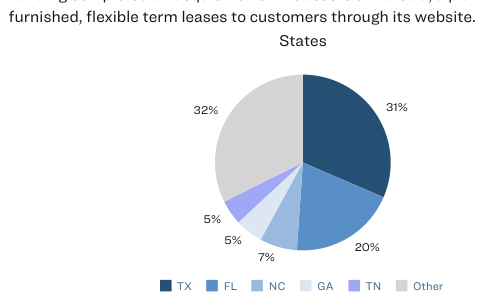 furnished, flexible term leases to customers through its website.
States
31%
32%
5%
5%
7%
20%
TX FL NC GA TN Other